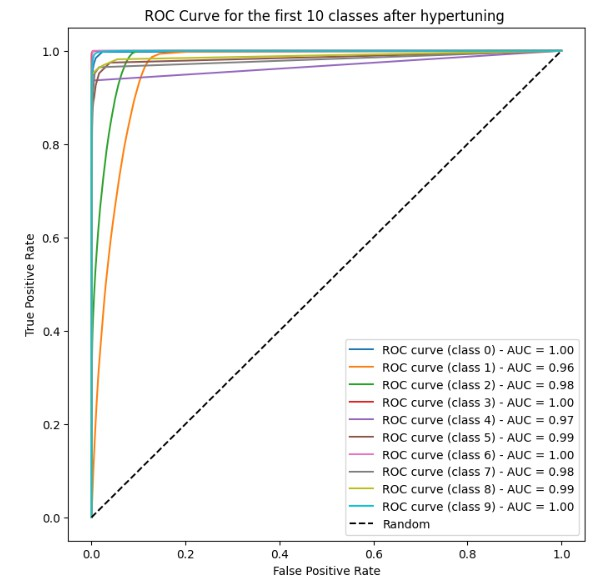 ROC Curve for the first 10 classes after hypertuning
True Positive Rate
1.0
0.8
0.6
0.4
0.2
0.0
ROC curve (class 0) - AUC = 1.00
ROC curve (class 1) - AUC = 0.96
ROC curve (class 2) - AUC = 0.98
ROC curve (class 3) - AUC = 1.00
ROC curve (class 4) - AUC = 0.97
ROC curve (class 5) - AUC = 0.99
ROC curve (class 6) - AUC = 1.00
ROC curve (class 7) - AUC = 0.98
ROC curve (class 8) - AUC = 0.99
ROC curve (class 9) - AUC = 1.00
Random
0.0 0.2 0.4 0.6 0.8 1.0
False Positive Rate